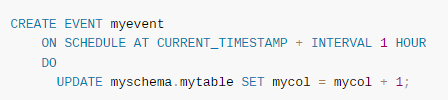 CREATE EVENT myevent
    ON SCHEDULE AT CURRENT_TIMESTAMP + INTERVAL 1 HOUR
    DO
      UPDATE myschema.mytable SET mycol = mycol + 1;